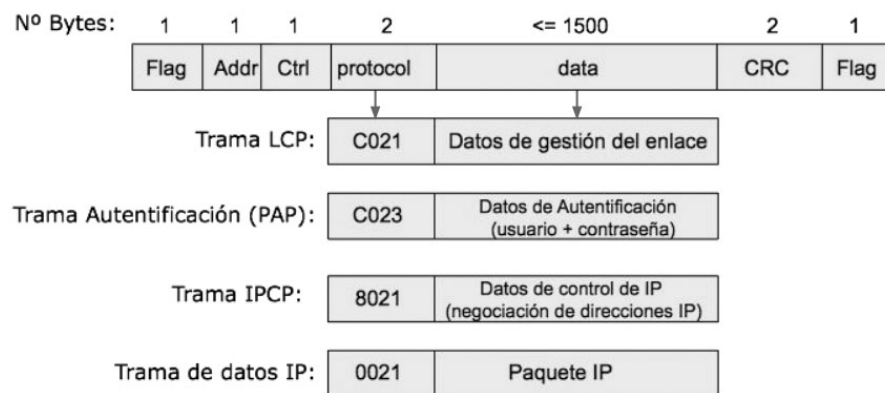 Nº Bytes: 1 1 1 2 <= 1500 2 1
Flag Addr Ctrl protocol data CRC Flag
Trama LCP: C021 Datos de gestión del enlace
Trama Autentificación (PAP): C023 Datos de Autentificación
(usuario + contraseña)
Trama IPCP: 8021 Datos de control de IP
(negociación de direcciones IP)
Trama de datos IP: 0021 Paquete IP